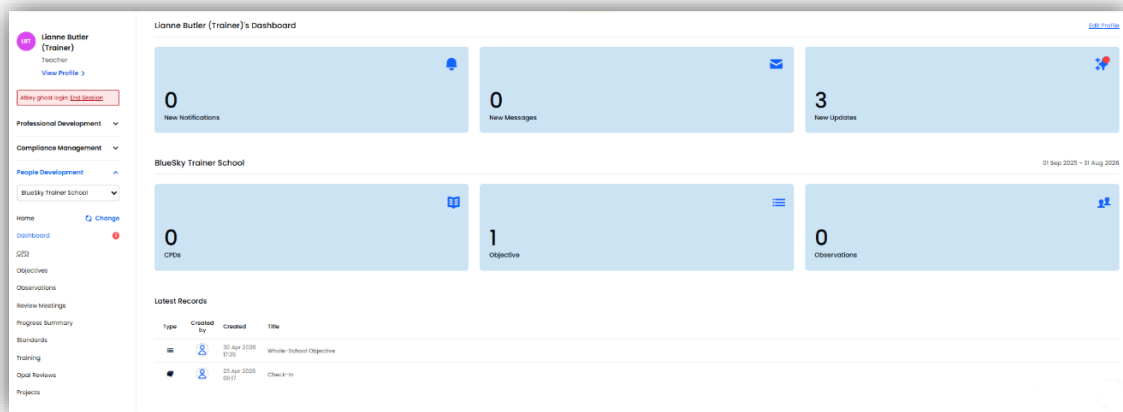 LBT
Lianne Butler
(Trainer)
Teacher
View Profile >
Alikey ghost login End Session
Professional Development
Compliance Management
People Development
BlueSky Trainer School
Home
Change
Dashboard
CPD
Objectives
Observations
Review Meetings
Progress Summary
Standards
Training
Opal Reviews
Projects
Lianne Butler (Trainer)'s Dashboard
Edit Profile
0
New Notifications
0
New Messages
3
New Updates
BlueSky Trainer School
01 Sep 2025 - 31 Aug 2026
0
CPDs
1
Objective
0
Observations
Latest Records
Type Created by Created Title
30 Apr 2026
17:35
Whole-School Objective
23 Apr 2026
Check-in